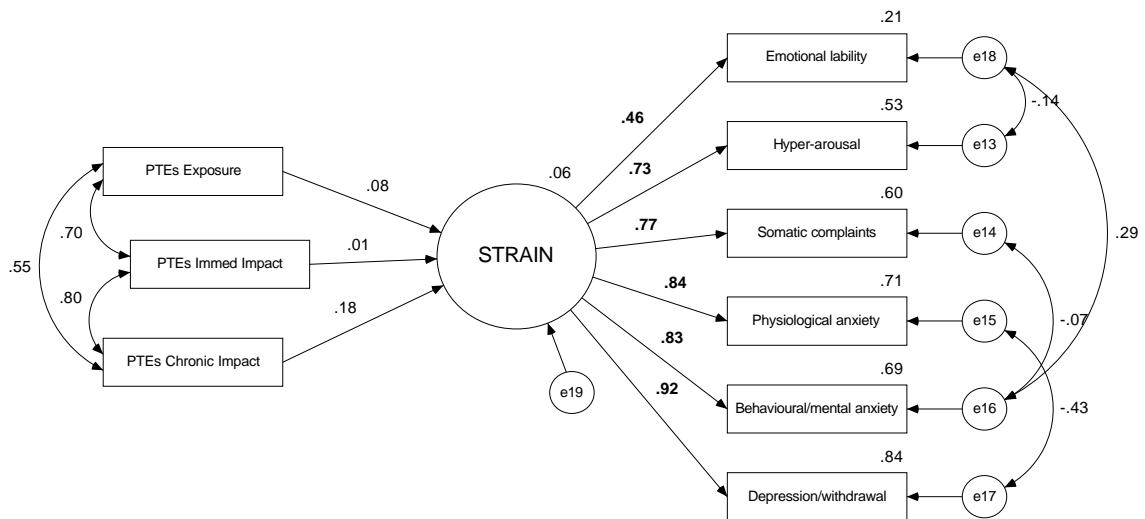 .21
Emotional lability
e18
.46
-.14
.53
Hyper-arousal
e13
.73
PTEs Exposure
.08
.06
.60
Somatic complaints
e14
.77
.70
.55
PTEs Immed Impact
.01
STRAIN
.29
.80
.18
.84
.71
Physiological anxiety
e15
-.07
.83
PTEs Chronic Impact
.69
Behavioural/mental anxiety
e16
-.43
.92
e19
.84
Depression/withdrawal
e17